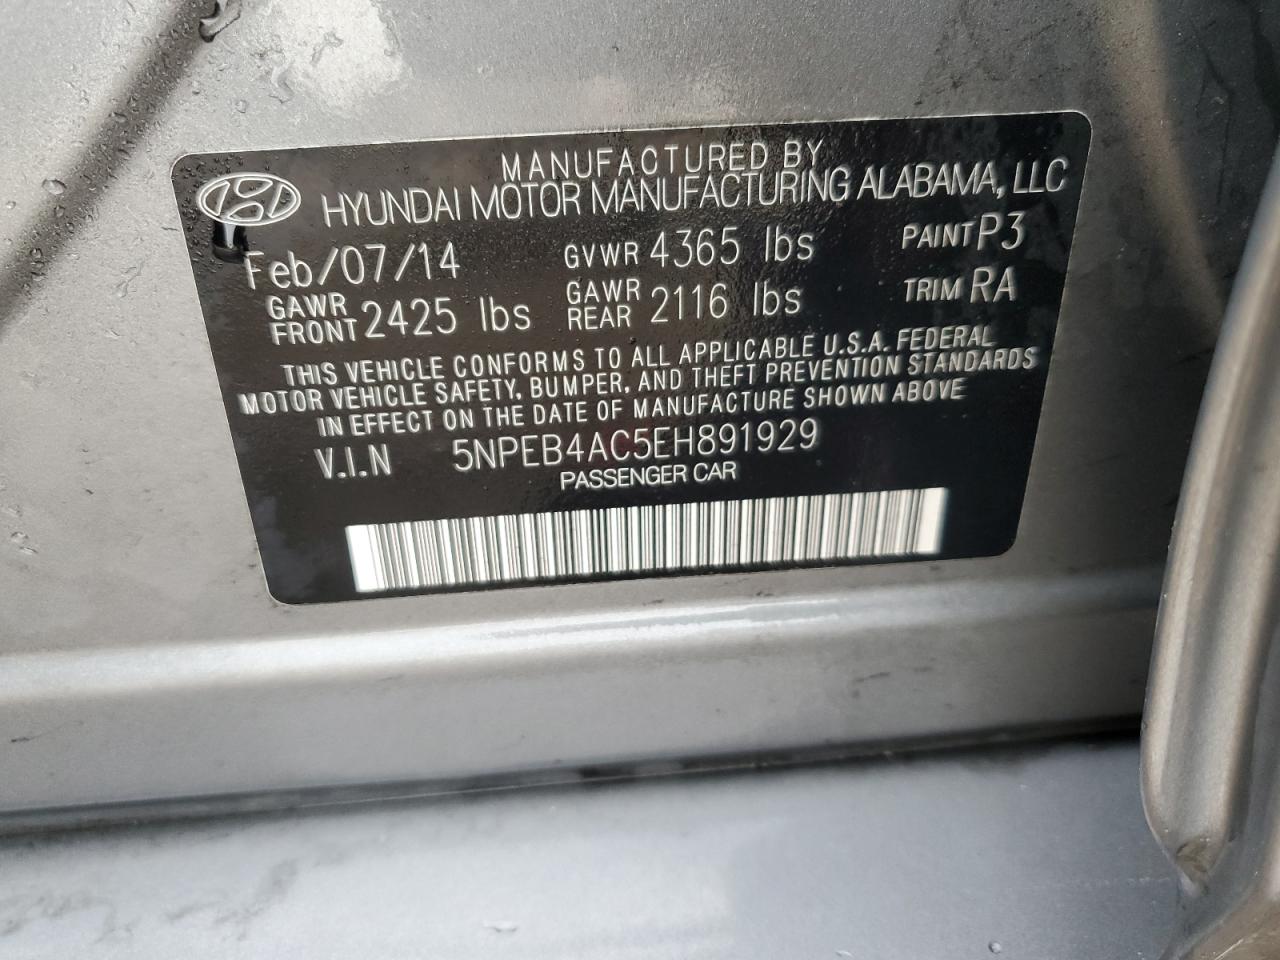 MANUFACTURED BY
HYUNDAI MOTOR MANUFACTURING ALABAMA, LLC
Feb/07/14 GVWR 4365 lbs PAINT P3
GAWR FRONT 2425 lbs GAWR REAR 2116 lbs TRIM RA
THIS VEHICLE CONFORMS TO ALL APPLICABLE U.S.A. FEDERAL
MOTOR VEHICLE SAFETY, BUMPER, AND THEFT PREVENTION STANDARDS
IN EFFECT ON THE DATE OF MANUFACTURE SHOWN ABOVE
V.I.N 5NPEB4AC5EH891929
PASSENGER CAR